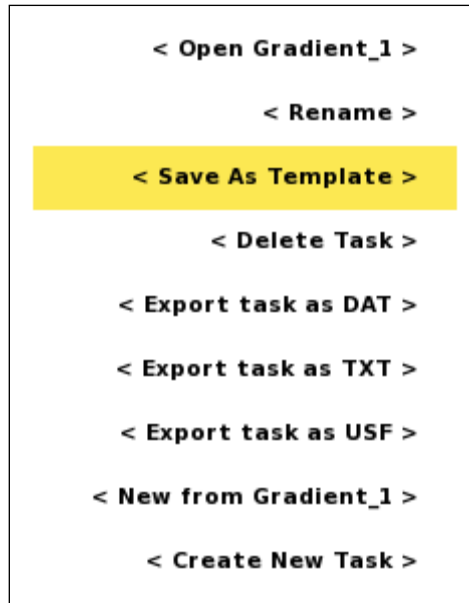 < Open Gradient_1 >
< Rename >
< Save As Template >
< Delete Task >
< Export task as DAT >
< Export task as TXT >
< Export task as USF >
< New from Gradient_1 >
< Create New Task >